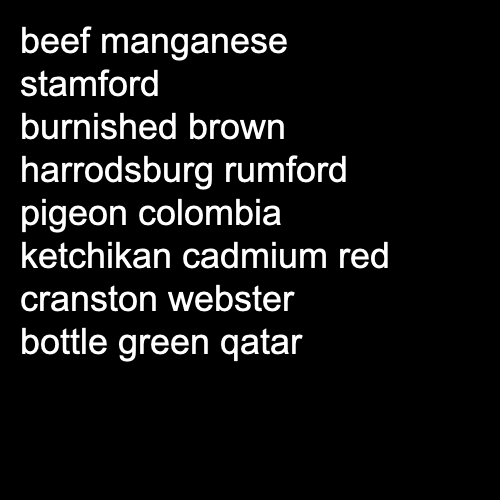 beef manganese
stamford
burnished brown
harrodsburg rumford
pigeon colombia
ketchikan cadmium red
cranston webster
bottle green qatar